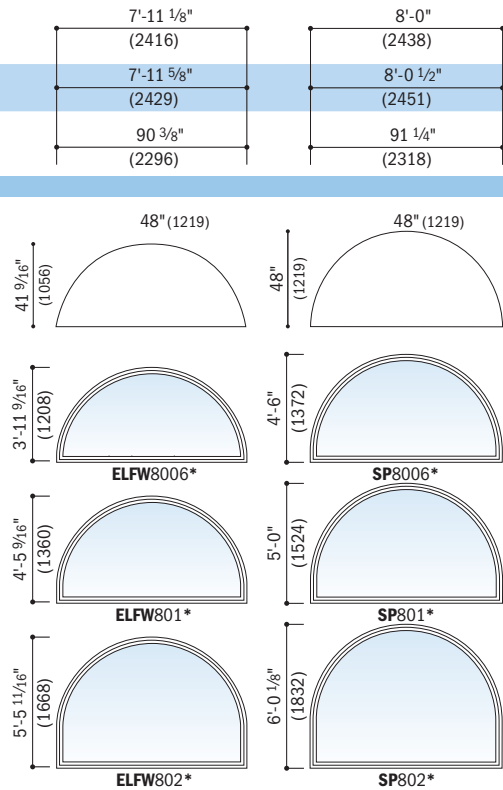 7'-11 1/8" 8'-0"
(2416) (2438)
7'-11 5/8" 8'-0 1/2"
(2429) (2451)
90 3/8" 91 1/4"
(2296) (2318)
48" (1219) 48" (1219)
41 9/16"
(1056)
48"
(1219)
3'-11 9/16"
(1208)
ELFW8006*
4'-6"
(1372)
SP8006*
4'-5 9/16"
(1360)
ELFW801*
5'-0"
(1524)
SP801*
5'-5 11/16"
(1668)
ELFW802*
6'-0 1/8"
(1832)
SP802*